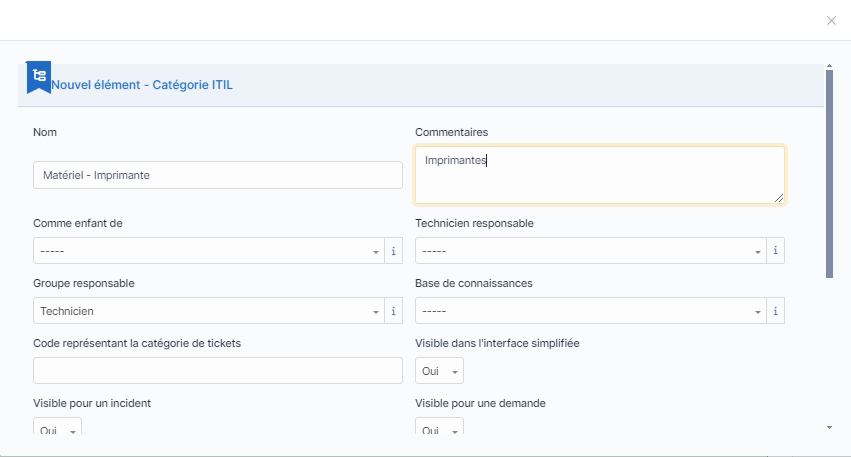 Nouvel élément - Catégorie ITIL
Nom
Commentaires
Matériel - Imprimante
Imprimantes
Comme enfant de
Technicien responsable
-----
i
-----
i
Groupe responsable
Base de connaissances
Technicien
i
-----
i
Code représentant la catégorie de tickets
Visible dans l'interface simplifiée
Oui
Visible pour un incident
Visible pour une demande
Oui
Oui